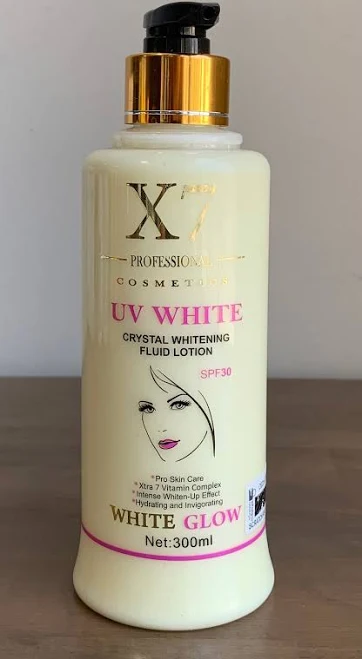 X7
PROFESSIONAL
COSMETICS
UV WHITE
CRYSTAL WHITENING
FLUID LOTION
SPF30
*Pro Skin Care
*Xtra 7 Vitamin Complex
*Intense Whiten-Up Effect
*Hydrating and Invigorating
WHITE GLOW
Net:300ml